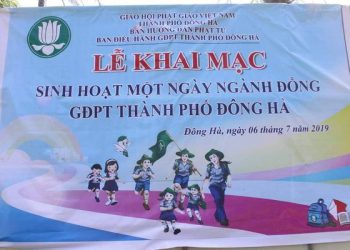 GIÁO HỘI PHẬT GIÁO VIỆT NAM
THÀNH PHỐ ĐÔNG HÀ
BAN HƯỚNG DẪN PHẬT TỬ
BAN ĐIỀU HÀNH GĐPT THÀNH PHỐ ĐÔNG HÀ
LỄ KHAI MẠC
SINH HOẠT MỘT NGÀY NGÀNH ĐỒNG
GĐPT THÀNH PHỐ ĐÔNG HÀ
Đông Hà, ngày 06 tháng 7 năm 2019